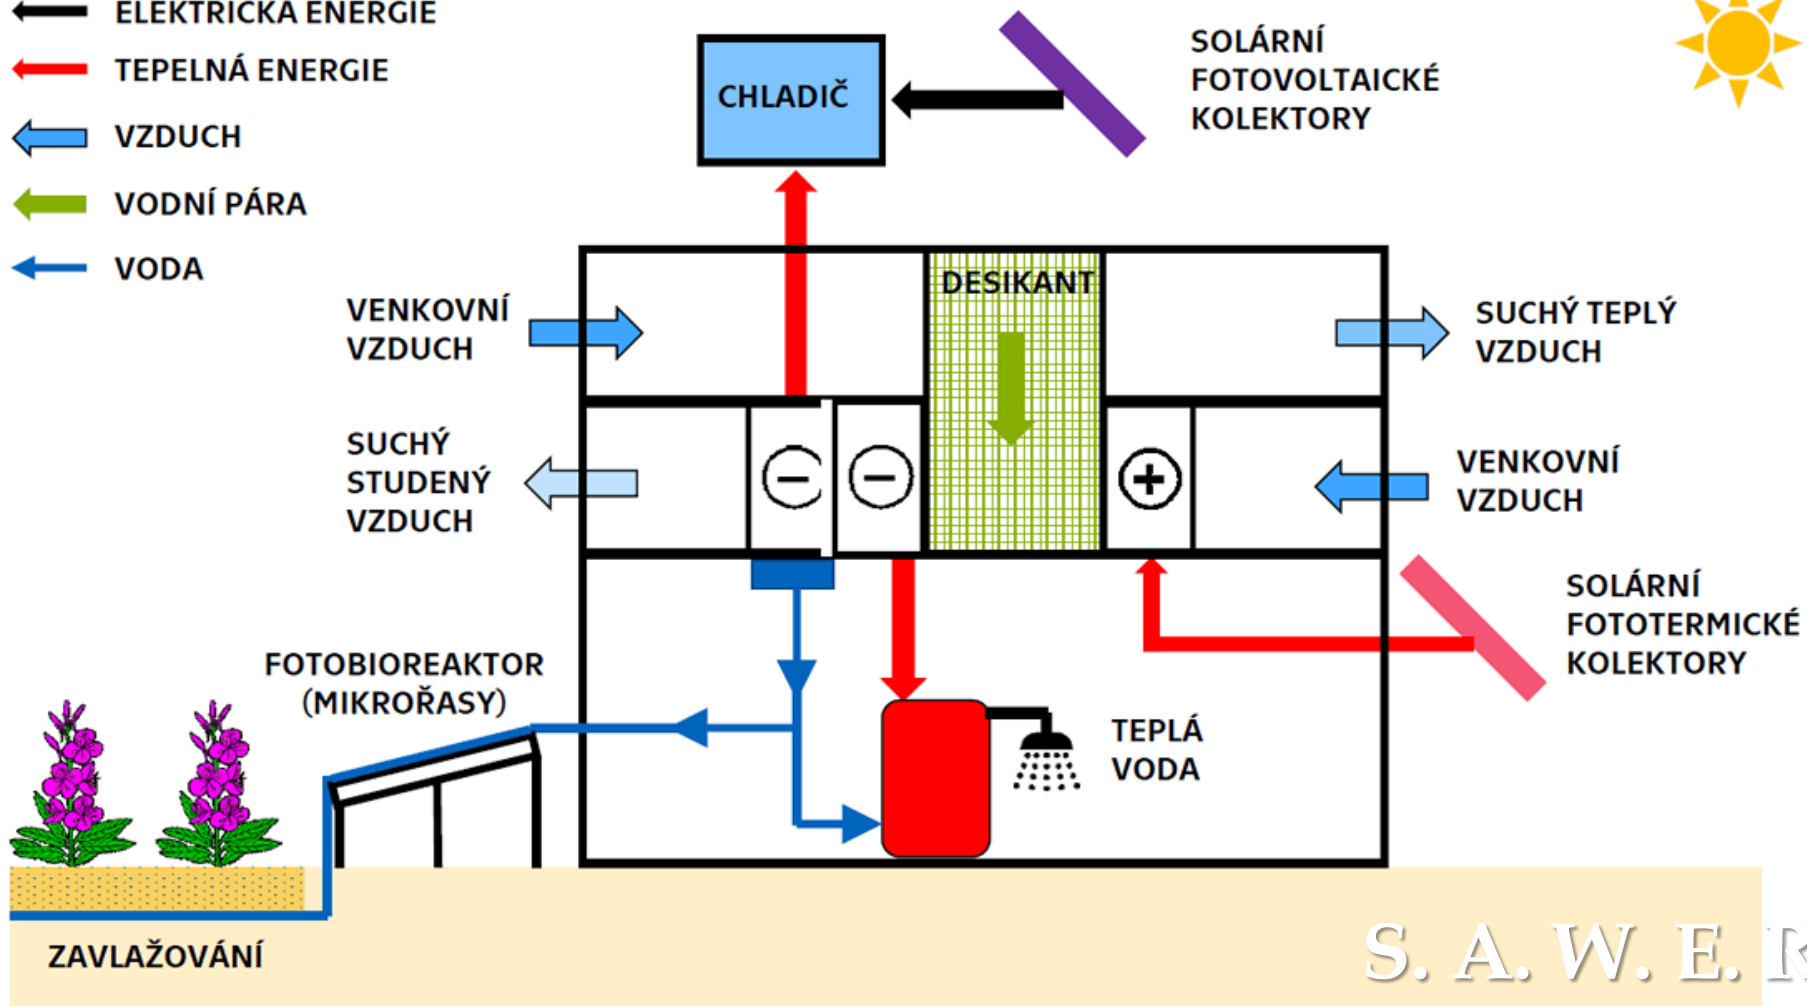 ELEKTRICKÁ ENERGIE
TEPELNÁ ENERGIE
VZDUCH
VODNÍ PÁRA
VODA
CHLADIČ
SOLÁRNÍ
FOTOVOLTAICKÉ
KOLEKTORY
DESIKANT
VENKOVNÍ
VZDUCH
SUCHÝ TEPLÝ
VZDUCH
SUCHÝ
STUDENÝ
VZDUCH
VENKOVNÍ
VZDUCH
SOLÁRNÍ
FOTOTERMICKÉ
KOLEKTORY
FOTOBIOREAKTOR
(MIKROŘASY)
TEPLÁ
VODA
ZAVLAŽOVÁNÍ
S. A. W. E. R